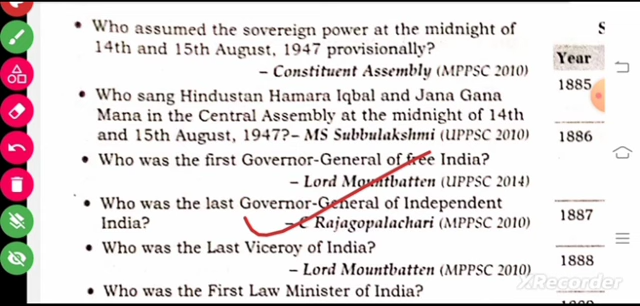 • Who assumed the sovereign power at the midnight of
14th and 15th August, 1947 provisionally?
– Constituent Assembly (MPPSC 2010)
• Who sang Hindustan Hamara Iqbal and Jana Gana
Mana in the Central Assembly at the midnight of 14th
and 15th August, 1947?– MS Subbulakshmi (UPPSC 2010)
• Who was the first Governor-General of free India?
– Lord Mountbatten (UPPSC 2014)
• Who was the last Governor-General of Independent
India? – C Rajagopalachari (MPPSC 2010)
• Who was the Last Viceroy of India?
– Lord Mountbatten (MPPSC 2010)
• Who was the First Law Minister of India?
S
Year
1885
1886
1887
1888
XRecorder